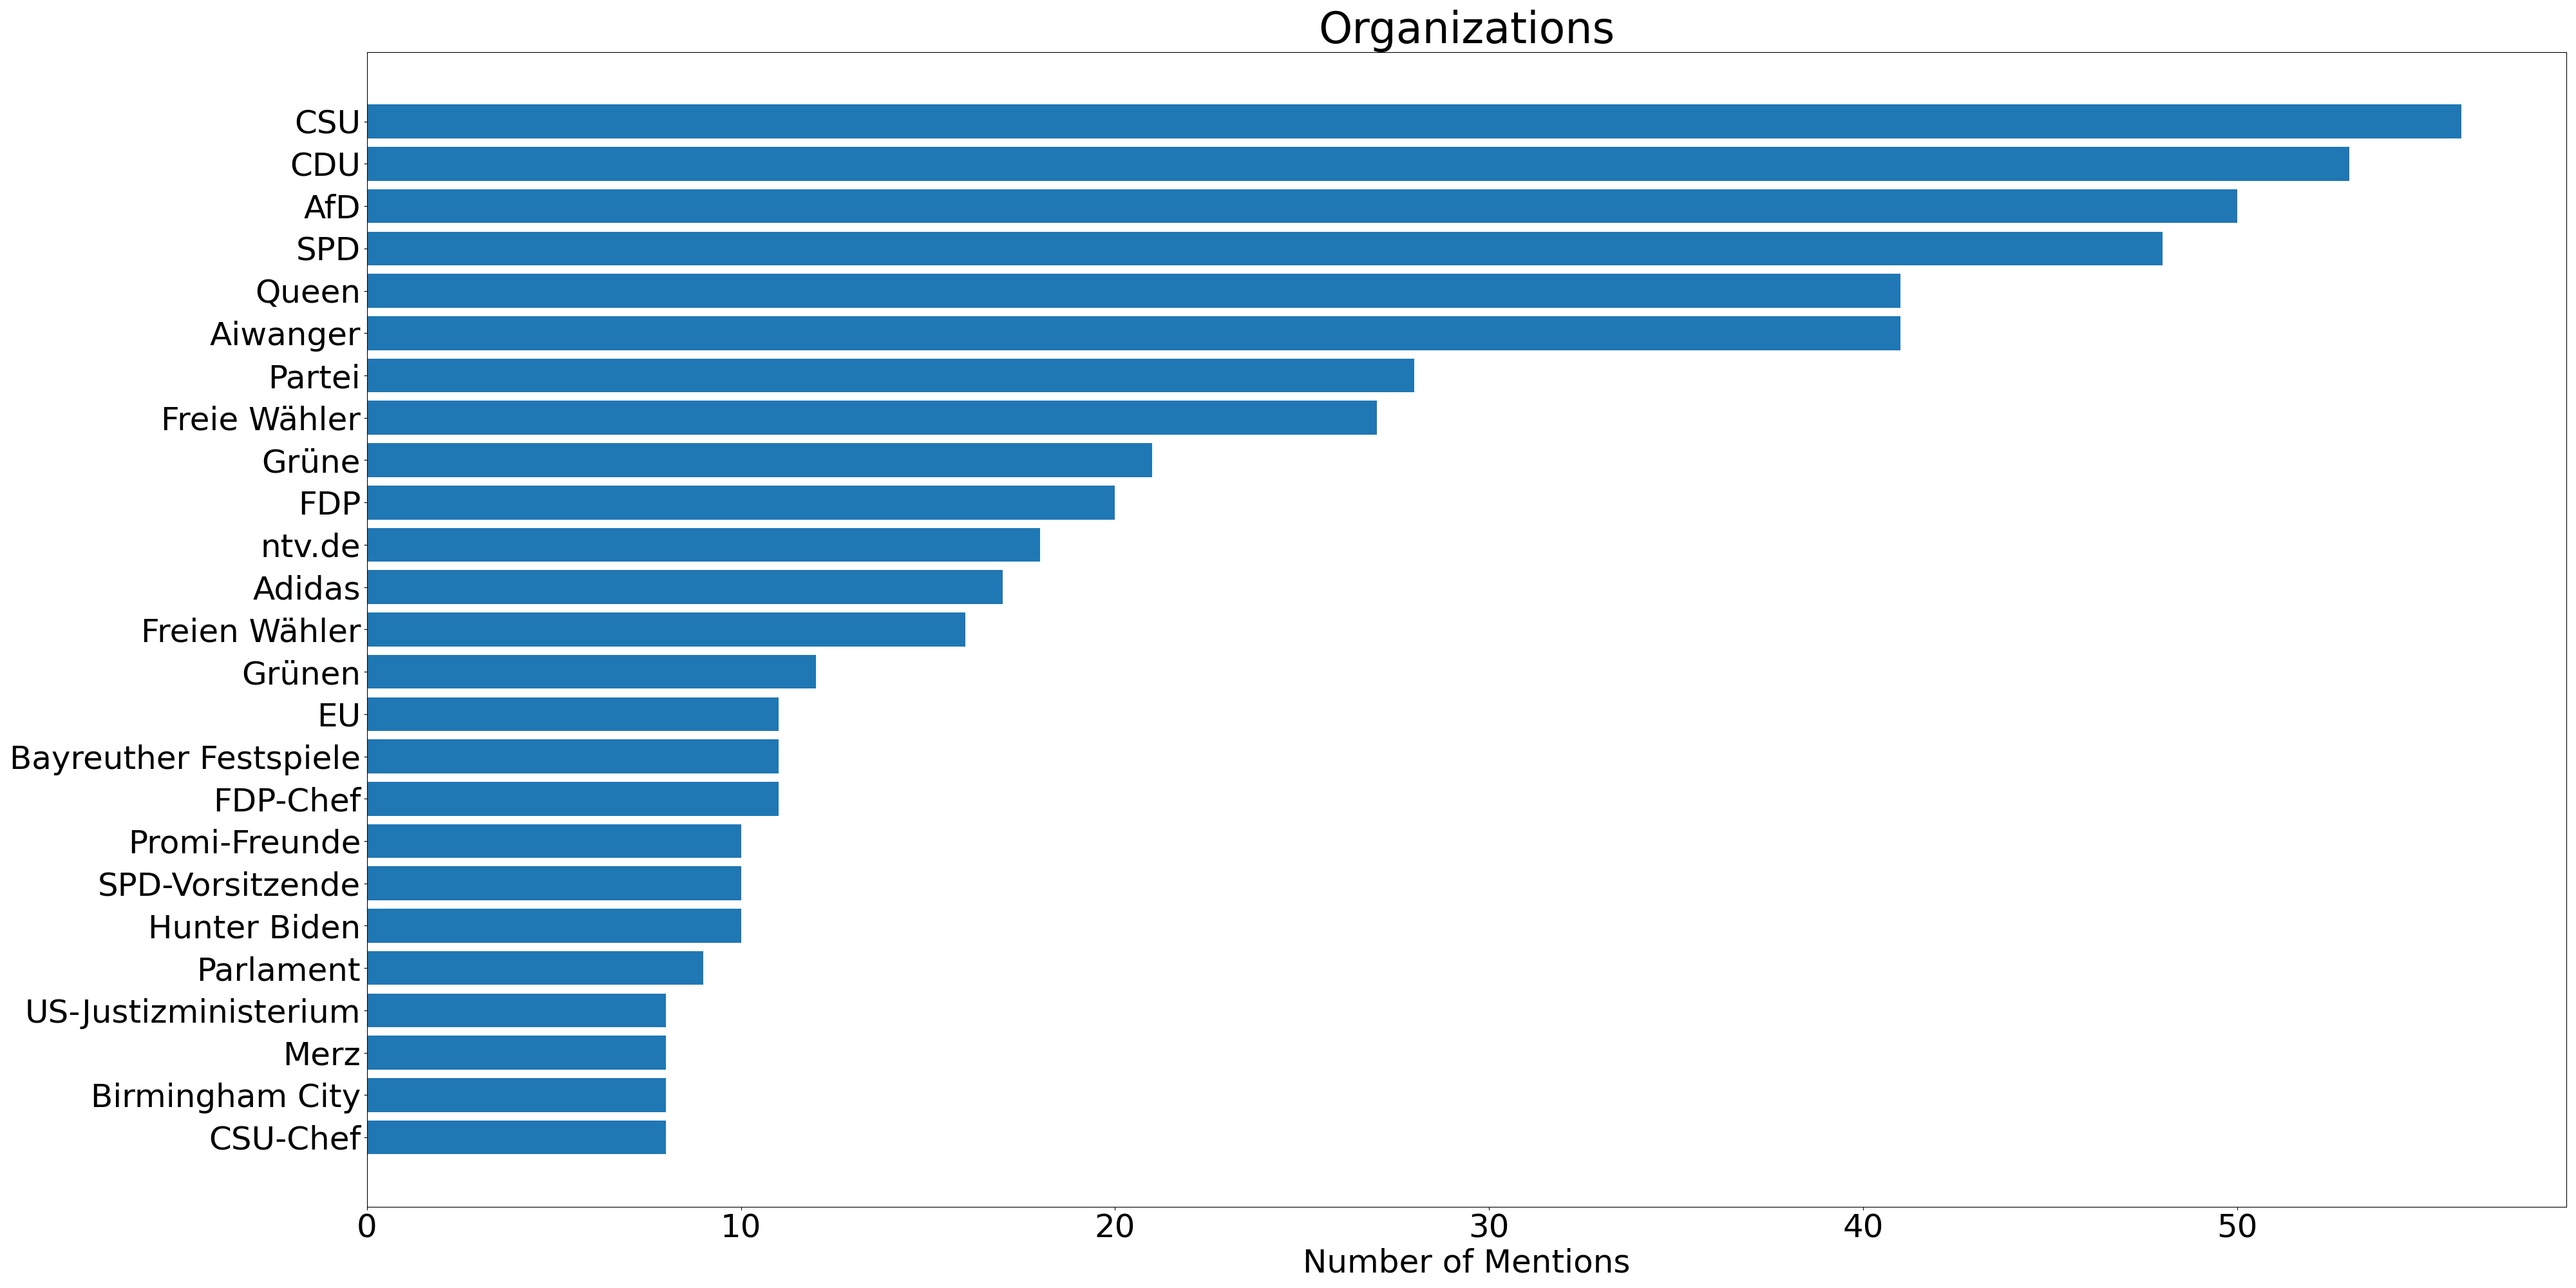 Organizations
CSU
CDU
AfD
SPD
Queen
Aiwanger
Partei
Freie Wähler
Grüne
FDP
ntv.de
Adidas
Freien Wähler
Grünen
EU
Bayreuther Festspiele
FDP-Chef
Promi-Freunde
SPD-Vorsitzende
Hunter Biden
Parlament
US-Justizministerium
Merz
Birmingham City
CSU-Chef
0 10 20 30 40 50
Number of Mentions